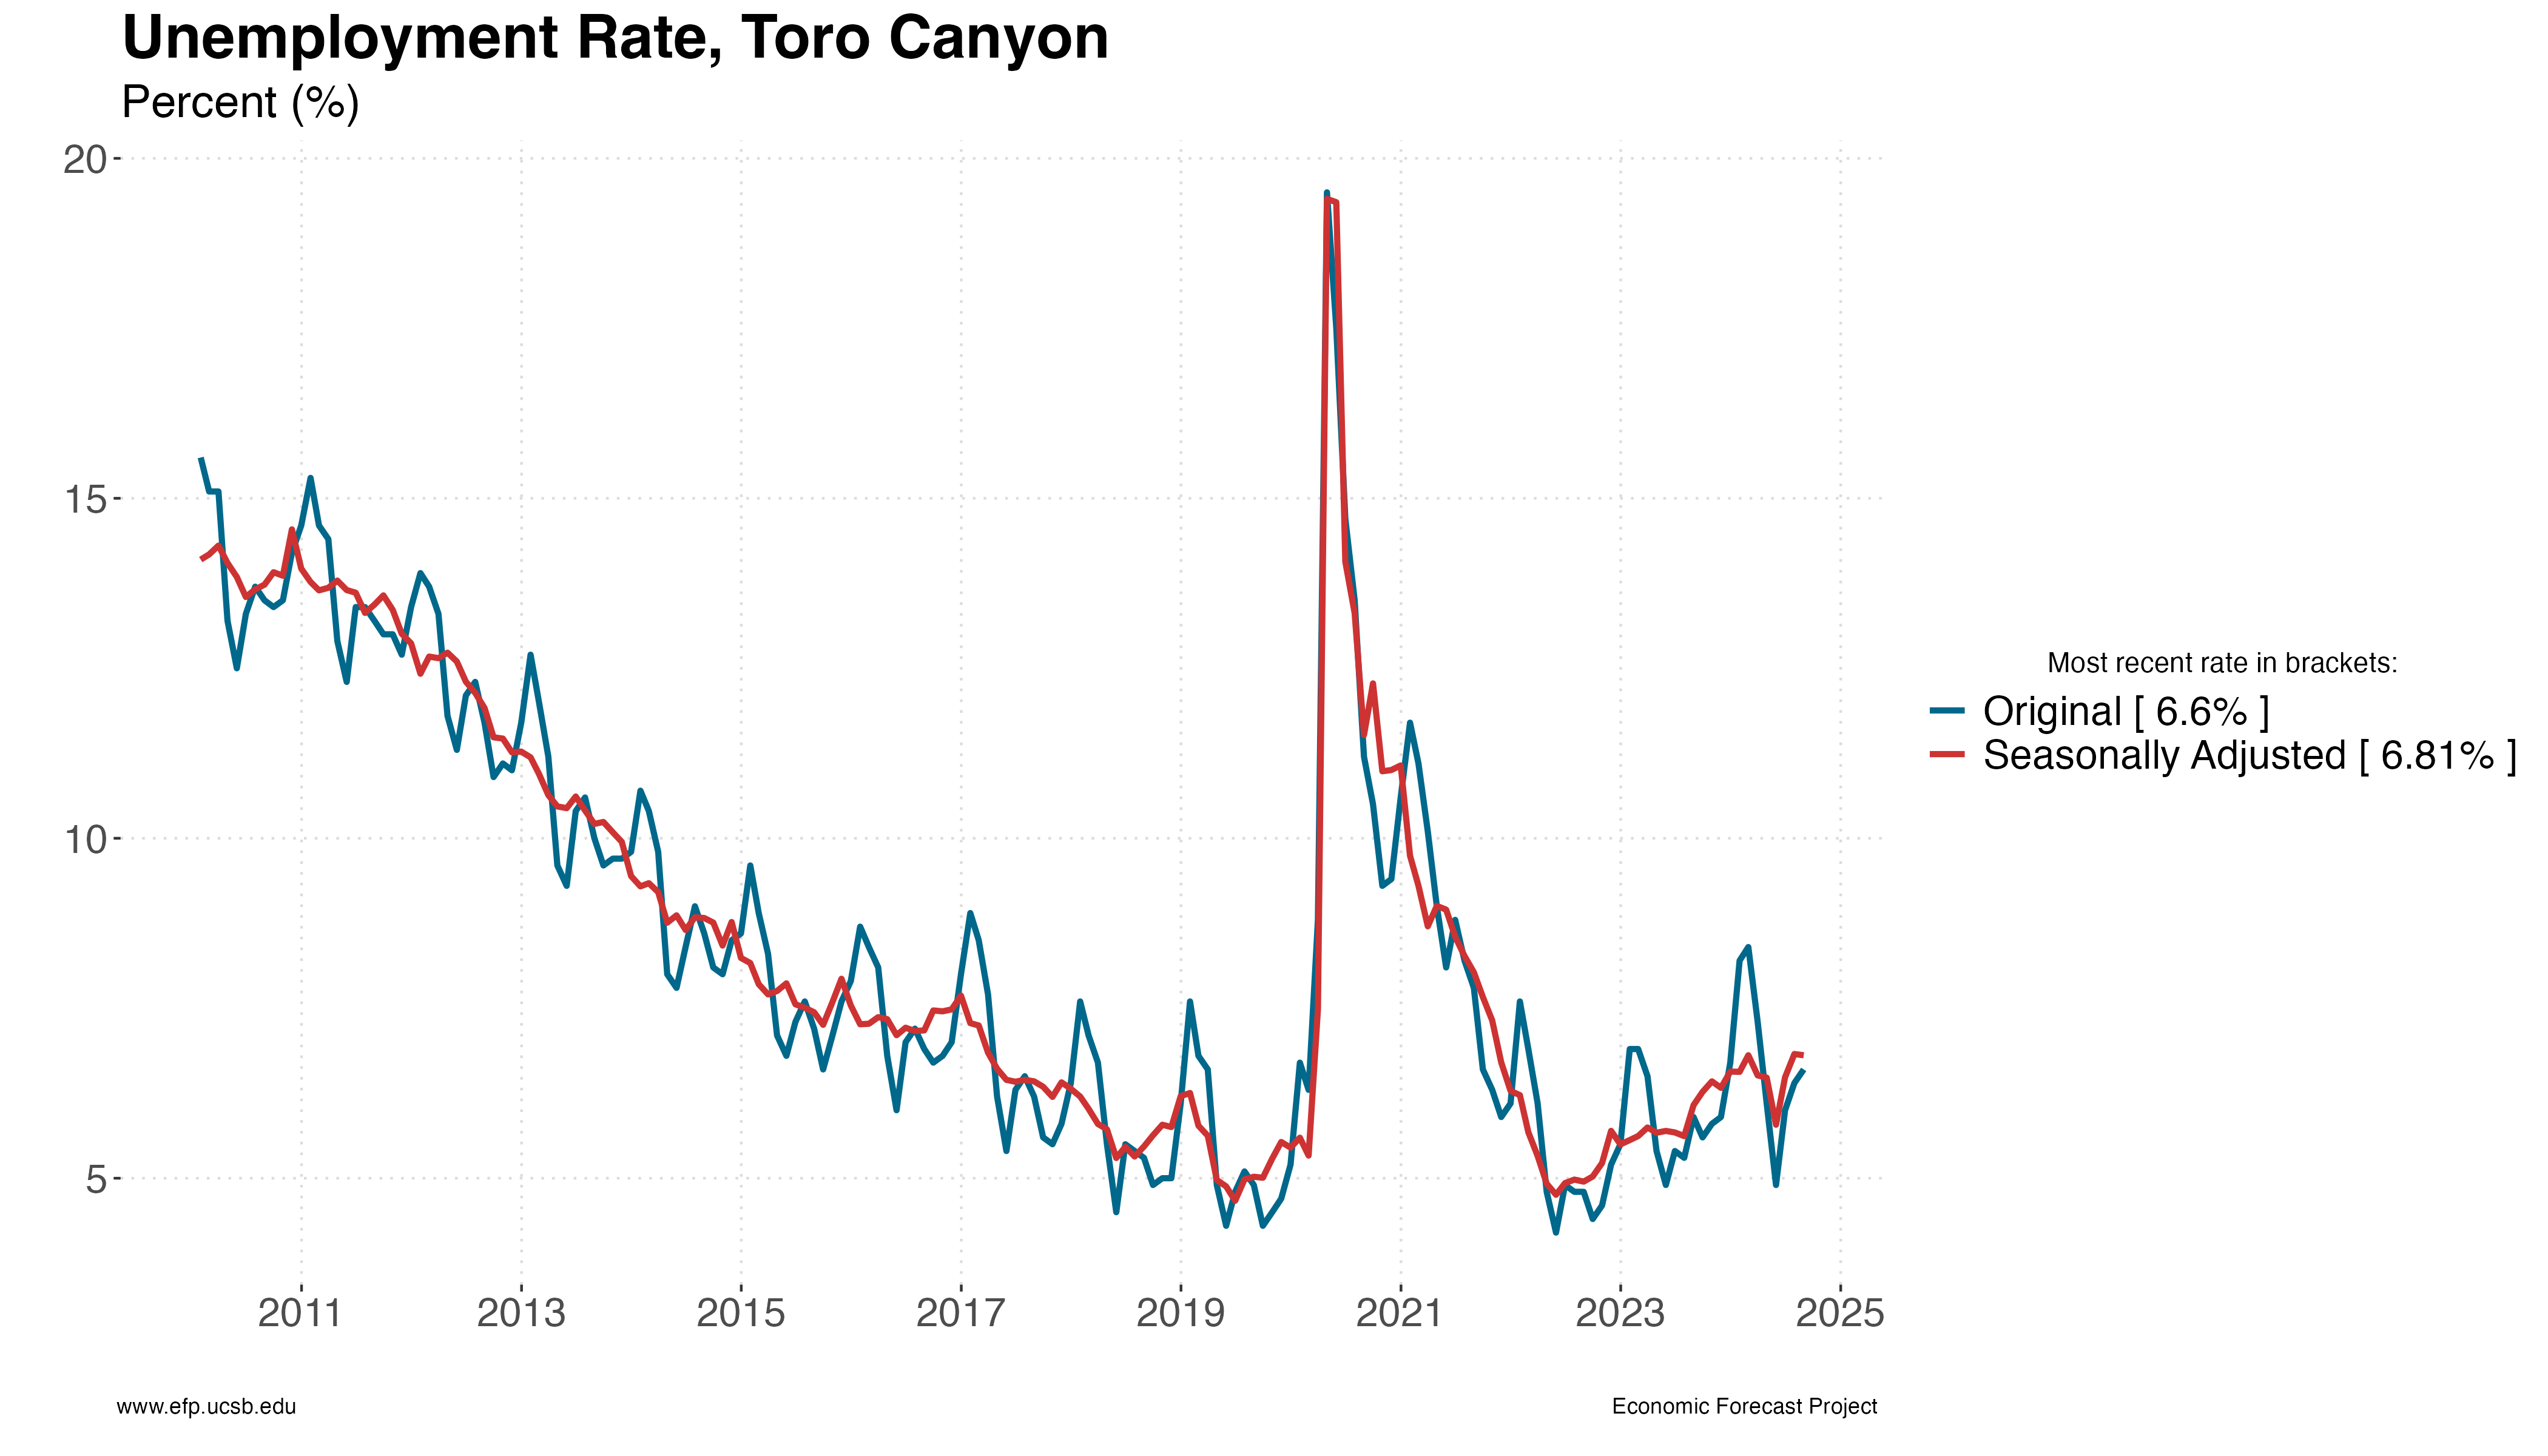 Unemployment Rate, Toro Canyon
Percent (%)
20
15
10
5
2011 2013 2015 2017 2019 2021 2023 2025
Most recent rate in brackets:
Original [ 6.6% ]
Seasonally Adjusted [ 6.81% ]
www.efp.ucsb.edu
Economic Forecast Project